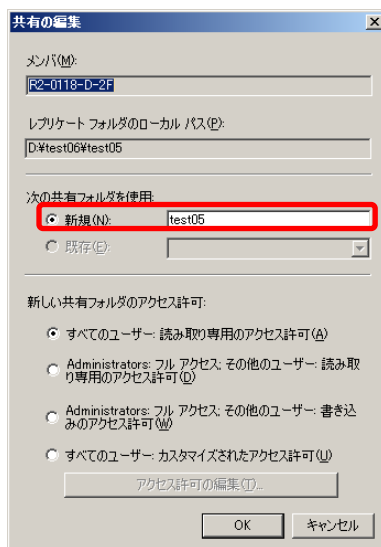 共有の編集
メンバ(M):
R2-0118-D-2F
レプリケート フォルダのローカル パス(P):
D:¥test06¥test05
次の共有フォルダを使用:
新規(N): test05
既存(E):
新しい共有フォルダのアクセス許可:
すべてのユーザー: 読み取り専用のアクセス許可(A)
Administrators: フル アクセス; その他のユーザー: 読み取
り専用のアクセス許可(D)
Administrators: フル アクセス; その他のユーザー: 書き込
みのアクセス許可(W)
すべてのユーザー: カスタマイズされたアクセス許可(U)
アクセス許可の編集(T)...
OK キャンセル